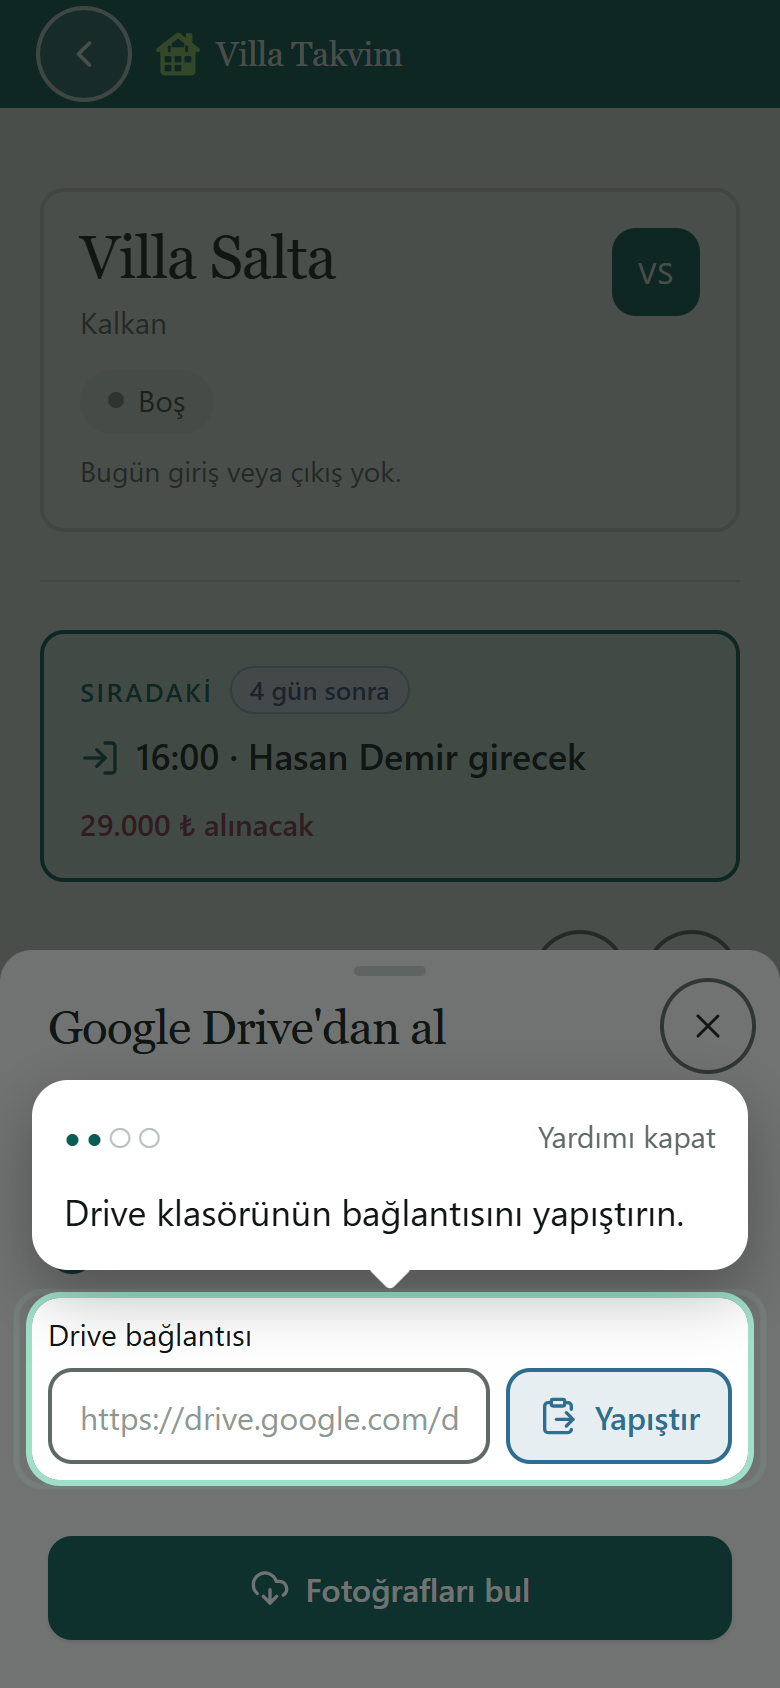 Villa Takvim
Villa Salta
VS
Kalkan
Boş
Bugün giriş veya çıkış yok.
SIRADAKİ
4 gün sonra
16:00 · Hasan Demir girecek
29.000 ₺ alınacak
Google Drive'dan al
Yardımı kapat
Drive klasörünün bağlantısını yapıştırın.
Drive bağlantısı
https://drive.google.com/d
Yapıştır
Fotoğrafları bul